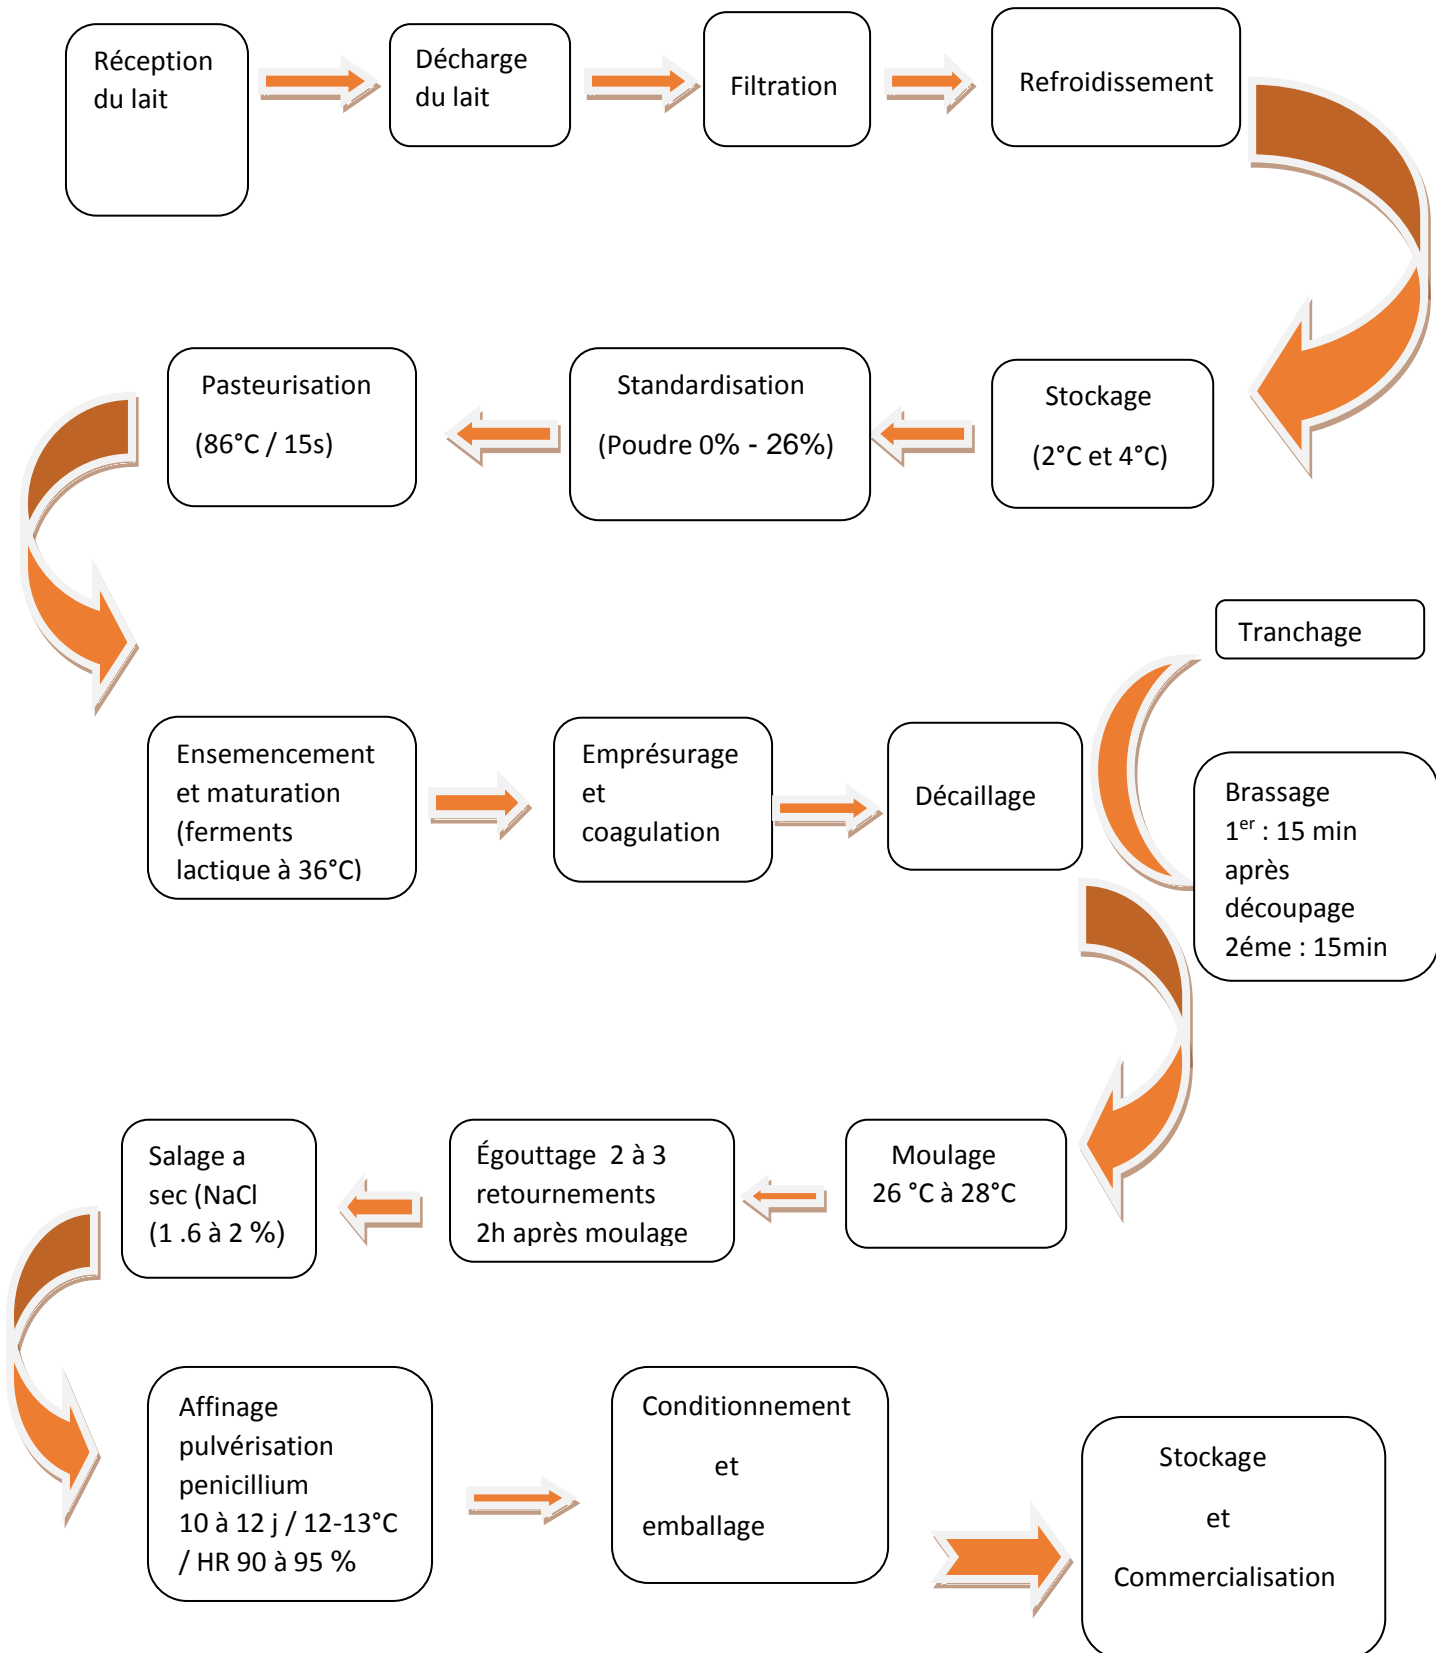 Réception
du lait
Décharge
du lait
Filtration
Refroidissement
Stockage
(2°C et 4°C)
Standardisation
(Poudre 0% - 26%)
Pasteurisation
(86°C / 15s)
Ensemencement
et maturation
(ferments
lactique à 36°C)
Emprésurage
et
coagulation
Décaillage
Tranchage
Brassage
1er : 15 min
après
découpage
2éme : 15min
Moulage
26 °C à 28°C
Égouttage 2 à 3
retournements
2h après moulage
Salage a
sec (NaCl
(1 .6 à 2 %)
Affinage
pulvérisation
penicillium
10 à 12 j / 12-13°C
/ HR 90 à 95 %
Conditionnement
et
emballage
Stockage
et
Commercialisation